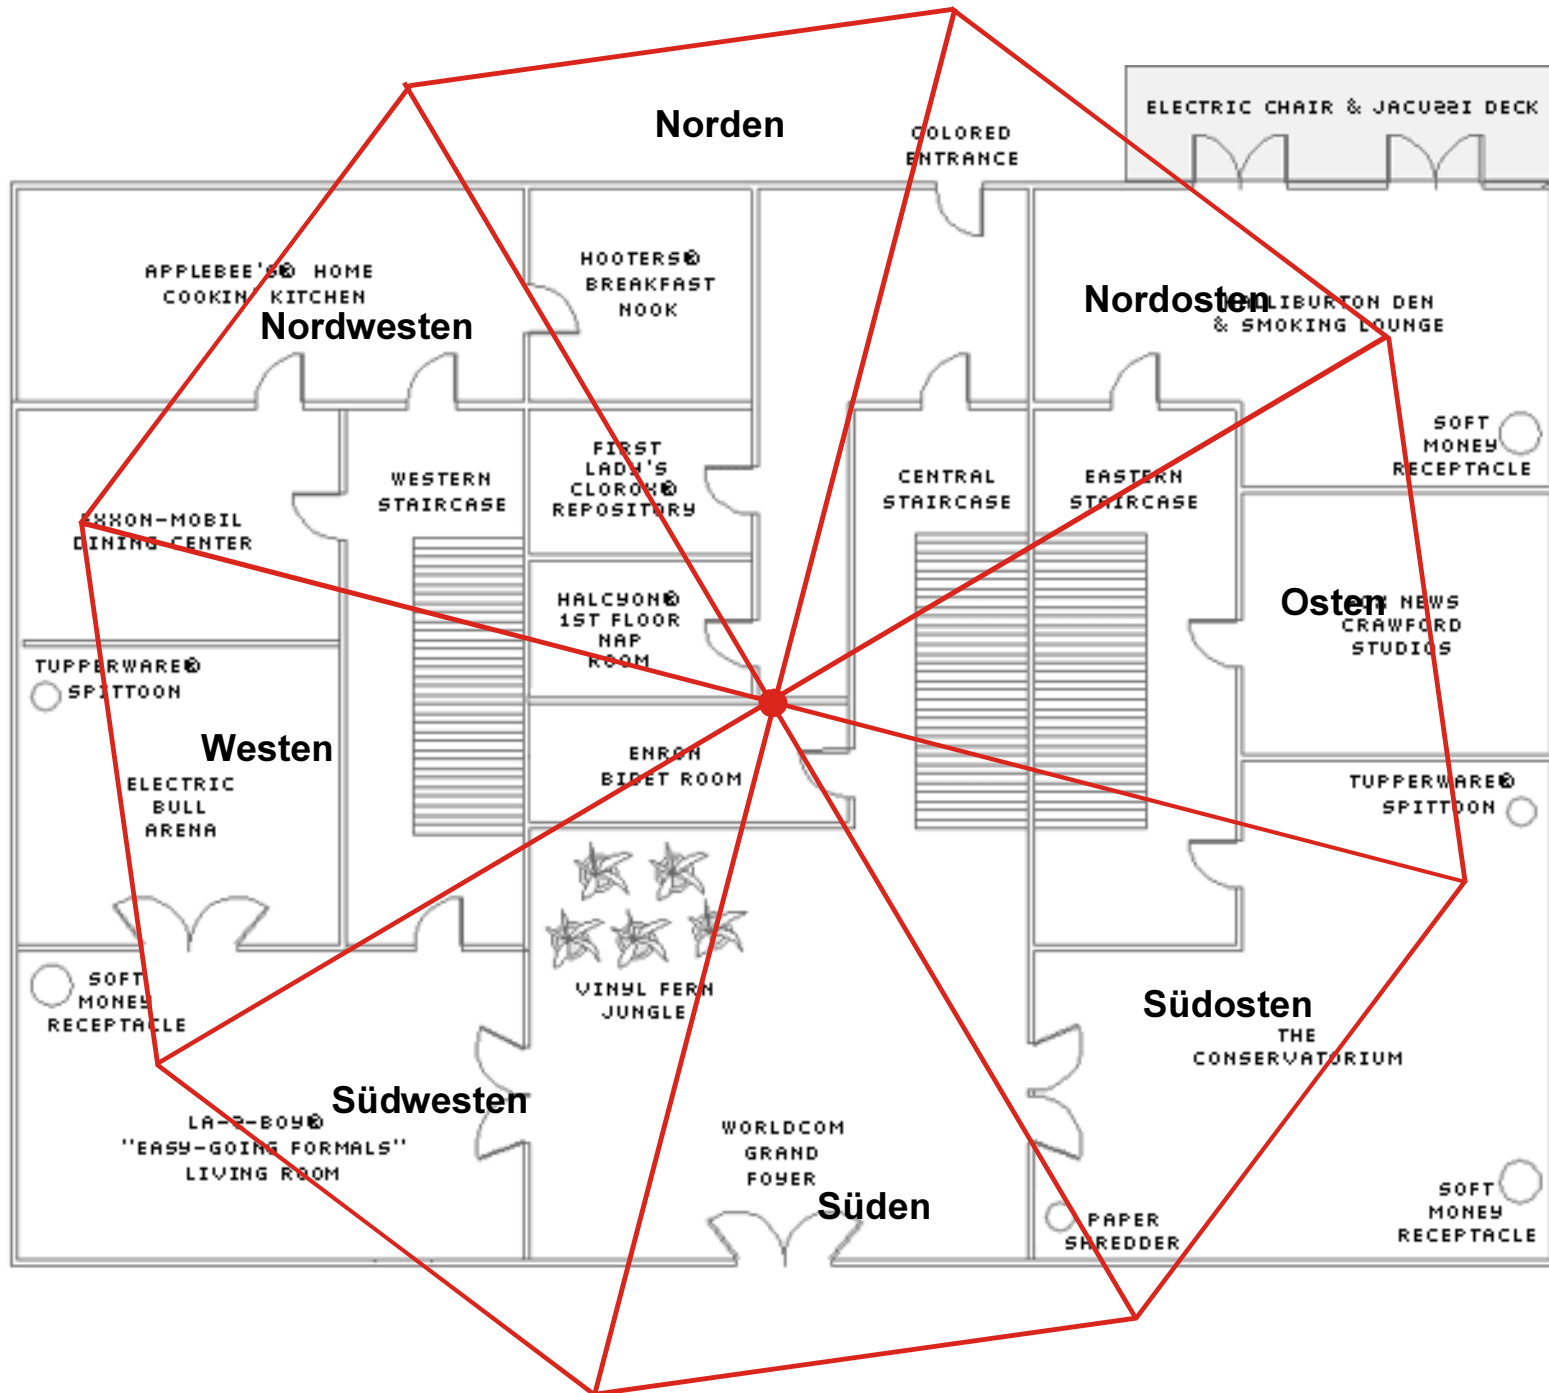 Norden
ELECTRIC CHAIR & JACUZZI DECK
COLORED
ENTRANCE
APPLEBEE'S® HOME
COOKIN' KITCHEN
Nordwesten
HOOTERS®
BREAKFAST
NOOK
Nordosten
HALLIBURTON DEN
& SMOKING LOUNGE
SOFT
MONEY
RECEPTACLE
WESTERN
STAIRCASE
FIRST
LADY'S
CLOROX®
REPOSITORY
CENTRAL
STAIRCASE
EASTERN
STAIRCASE
EXXON-MOBIL
DINING CENTER
HALCYON®
1ST FLOOR
NAP
ROOM
Osten
NEWS
CRAWFORD
STUDIOS
TUPPERWARE®
SPITTOON
Westen
ELECTRIC
BULL
ARENA
ENRON
BIDET ROOM
TUPPERWARE®
SPITTOON
SOFT
MONEY
RECEPTACLE
VINYL FERN
JUNGLE
Südosten
THE
CONSERVATORIUM
Südwesten
LA-Z-BOY®
"EASY-GOING FORMALS"
LIVING ROOM
WORLDCOM
GRAND
FOYER
Süden
PAPER
SHREDDER
SOFT
MONEY
RECEPTACLE